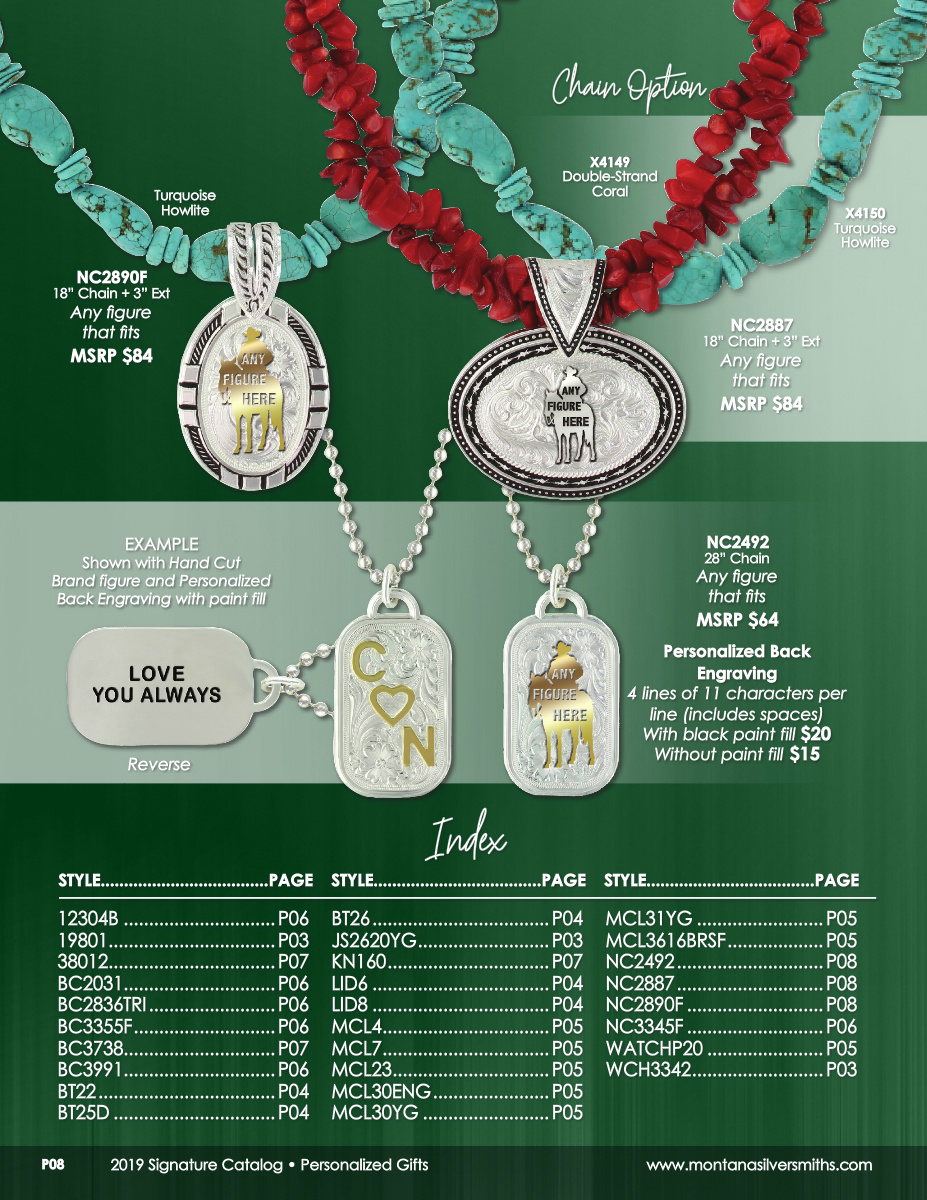 Chain Option
X4149
Double-Strand
Coral
Turquoise
Howlite
X4150
Turquoise
Howlite
NC2890F
18” Chain + 3” Ext
Any figure
that fits
MSRP $84
NC2887
18” Chain + 3” Ext
Any figure
that fits
MSRP $84
ANY
FIGURE
HERE
ANY
FIGURE
HERE
EXAMPLE
Shown with Hand Cut
Brand figure and Personalized
Back Engraving with paint fill
NC2492
28” Chain
Any figure
that fits
MSRP $64
LOVE
YOU ALWAYS
Reverse
C
N
ANY
FIGURE
HERE
Personalized Back
Engraving
4 lines of 11 characters per
line (includes spaces)
With black paint fill $20
Without paint fill $15
Index
STYLE....................................PAGE
12304B ................................ P06
19801................................... P03
38012................................... P07
BC2031................................ P06
BC2836TRI........................... P06
BC3355F.............................. P06
BC3738................................ P07
BC3991................................ P06
BT22..................................... P04
BT25D .................................. P04
STYLE....................................PAGE
BT26...................................... P04
JS2620YG............................ P03
KN160................................... P07
LID6...................................... P04
LID8...................................... P04
MCL4.................................... P05
MCL7.................................... P05
MCL23.................................. P05
MCL30ENG......................... P05
MCL30YG ........................... P05
STYLE....................................PAGE
MCL31YG ........................... P05
MCL3616BRSF..................... P05
NC2492................................ P08
NC2887................................ P08
NC2890F ............................. P08
NC3345F ............................. P06
WATCHP20 ......................... P05
WCH3342............................ P03
P08
2019 Signature Catalog • Personalized Gifts
www.montanasilversmiths.com